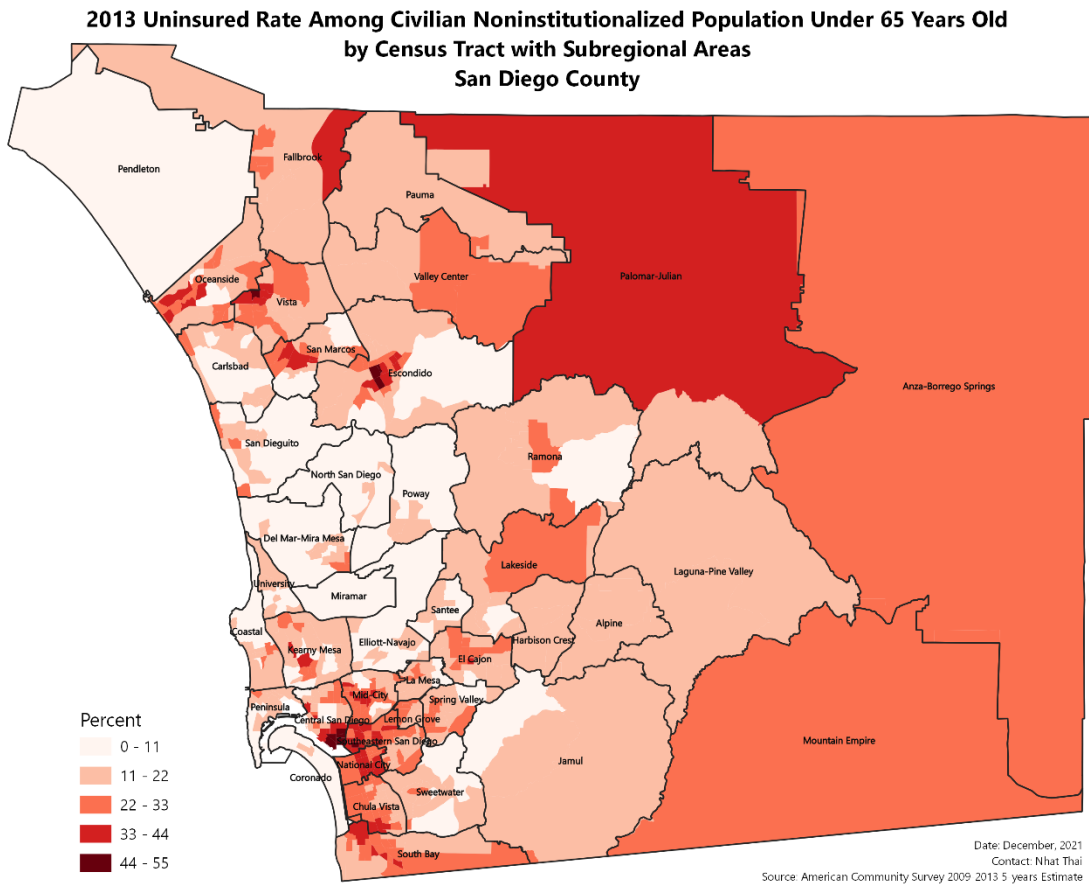 2013 Uninsured Rate Among Civilian Noninstitutionalized Population Under 65 Years Old
by Census Tract with Subregional Areas
San Diego County
Pendleton
Fallbrook
Pauma
Oceanside
Vista
Valley Center
Palomar-Julian
San Marcos
Carlsbad
Escondido
Anza-Borrego Springs
San Dieguito
North San Diego
Ramona
Poway
Del Mar-Mira Mesa
Lakeside
Laguna-Pine Valley
University
Miramar
Santee
Alpine
Coastal
Elliott-Navajo
Harbison Crest
Kearny Mesa
El Cajon
La Mesa
Mid-City
Spring Valley
Peninsula
Central San Diego
Lemon Grove
Southeastern San Diego
Mountain Empire
National City
Jamul
Coronado
Sweetwater
Chula Vista
South Bay
Percent
0 - 11
11 - 22
22 - 33
33 - 44
44 - 55
Date: December, 2021
Contact: Nhat Thai
Source: American Community Survey 2009 2013 5 years Estimate